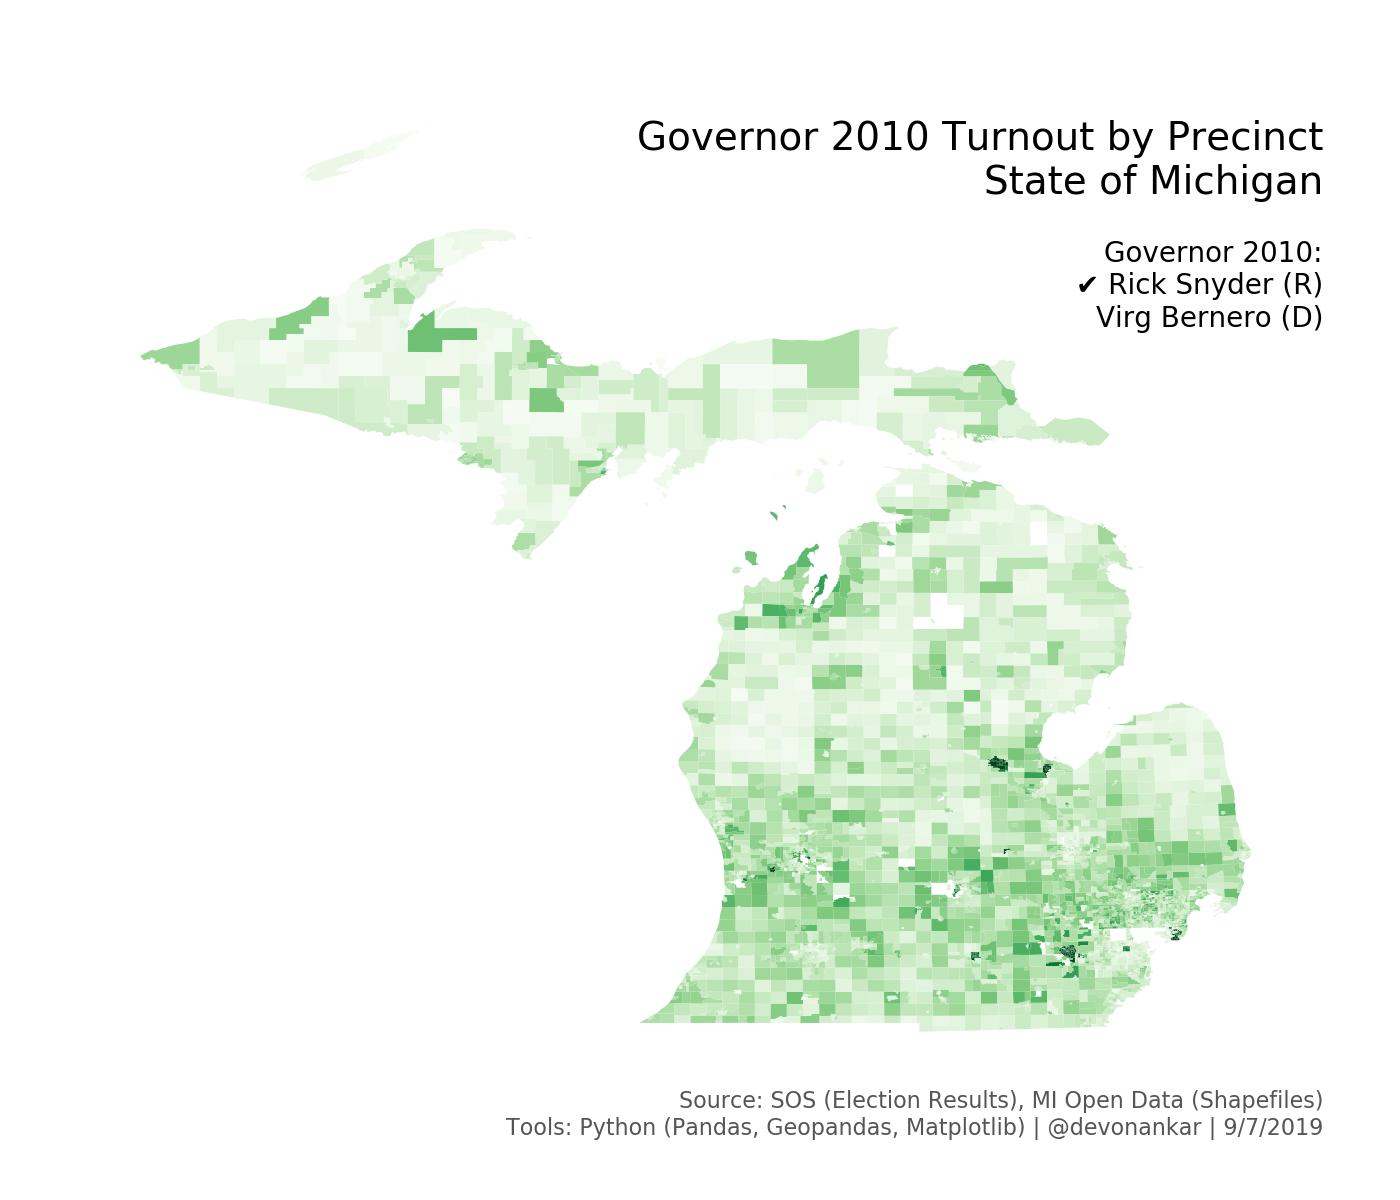 Governor 2010 Turnout by Precinct
State of Michigan
Governor 2010:
✔ Rick Snyder (R)
Virg Bernero (D)
Source: SOS (Election Results), MI Open Data (Shapefiles)
Tools: Python (Pandas, Geopandas, Matplotlib) | @devonankar | 9/7/2019